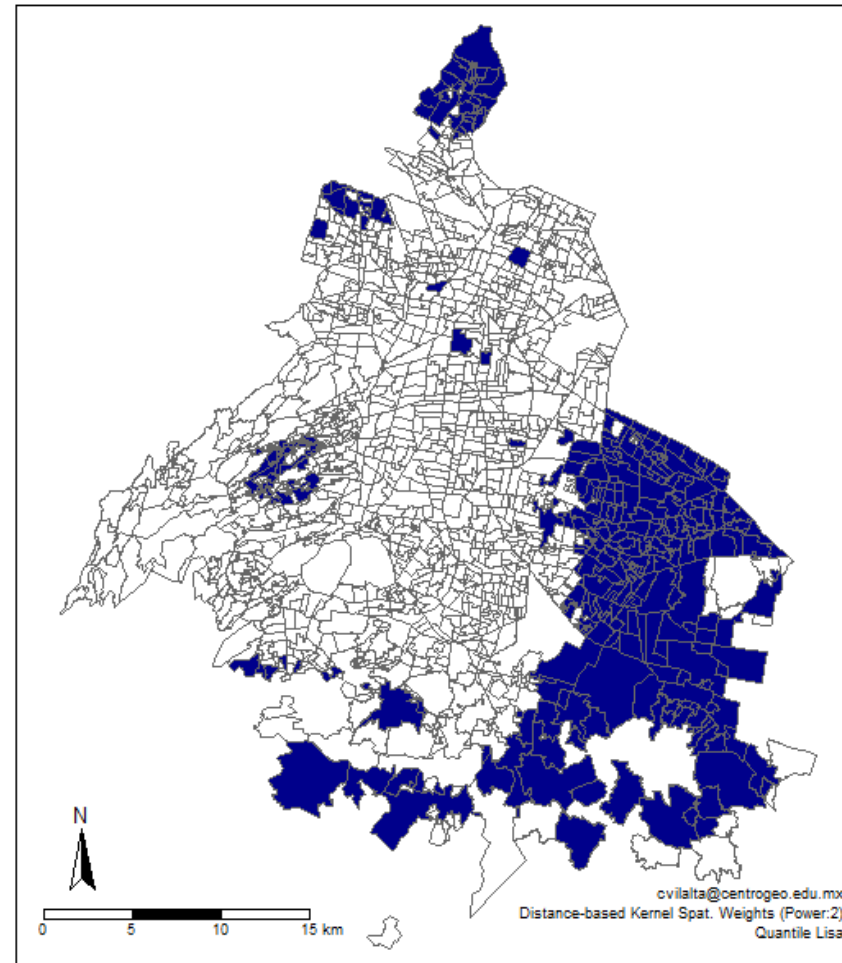 N
0 5 10 15 km
cvilalta@centrogeo.edu.mx
Distance-based Kernel Spat. Weights (Power:2)
Quantile Lisa